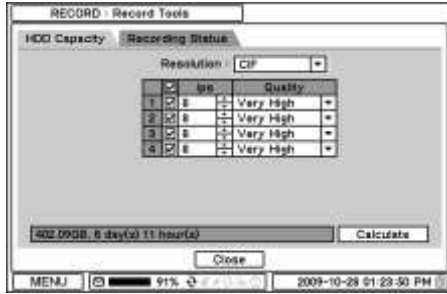 RECORD - Record Tools
HDD Capacity Recording Status
Resolution : CIF
ips Quality
1 8 Very High
2 8 Very High
3 8 Very High
4 8 Very High
402.09GB, 6 day(s) 11 hour(s) Calculate
Close
MENU 91% 2009-10-28 01:23:50 PM